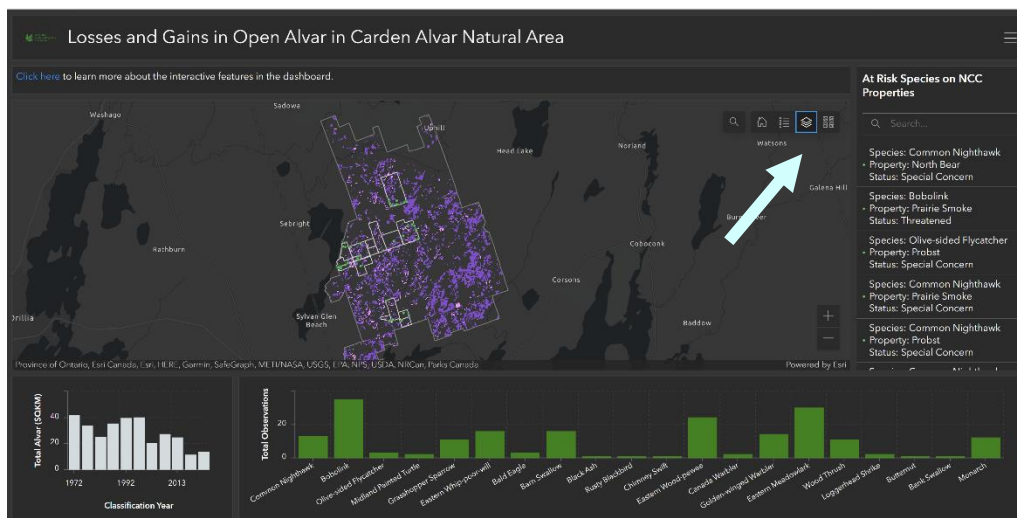 Losses and Gains in Open Alvar in Carden Alvar Natural Area
Click here to learn more about the interactive features in the dashboard.
Washago
Sadowa
Uphill
Head Lake
Norland
Watsons
Galena Hill
Sebright
Rathburn
Coboconk
Corsons
Sylvan Glen
Beach
Baddow
Province of Ontario, Esri Canada, Esri, HERE, Garmin, SafeGraph, METI/NASA, USGS, EPA, NPS, USDA, NRCan, Parks Canada
Powered by Esri
At Risk Species on NCC
Properties
Search...
Species: Common Nighthawk
Property: North Bear
Status: Special Concern
Species: Bobolink
Property: Prairie Smoke
Status: Threatened
Species: Olive-sided Flycatcher
Property: Probst
Status: Special Concern
Species: Common Nighthawk
Property: Prairie Smoke
Status: Special Concern
Species: Common Nighthawk
Property: Probst
Status: Special Concern
Total Alvar (SQKM)
40
20
0
1972
1992
2013
Classification Year
Total Observations
20
0
Common Nighthawk
Bobolink
Olive-sided Flycatcher
Midland Painted Turtle
Grasshopper Sparrow
Eastern Whip-poor-will
Bald Eagle
Barn Swallow
Black Ash
Rusty Blackbird
Chimney Swift
Eastern Wood-pewee
Canada Warbler
Golden-winged Warbler
Eastern Meadowlark
Wood Thrush
Loggerhead Shrike
Butternut
Bank Swallow
Monarch